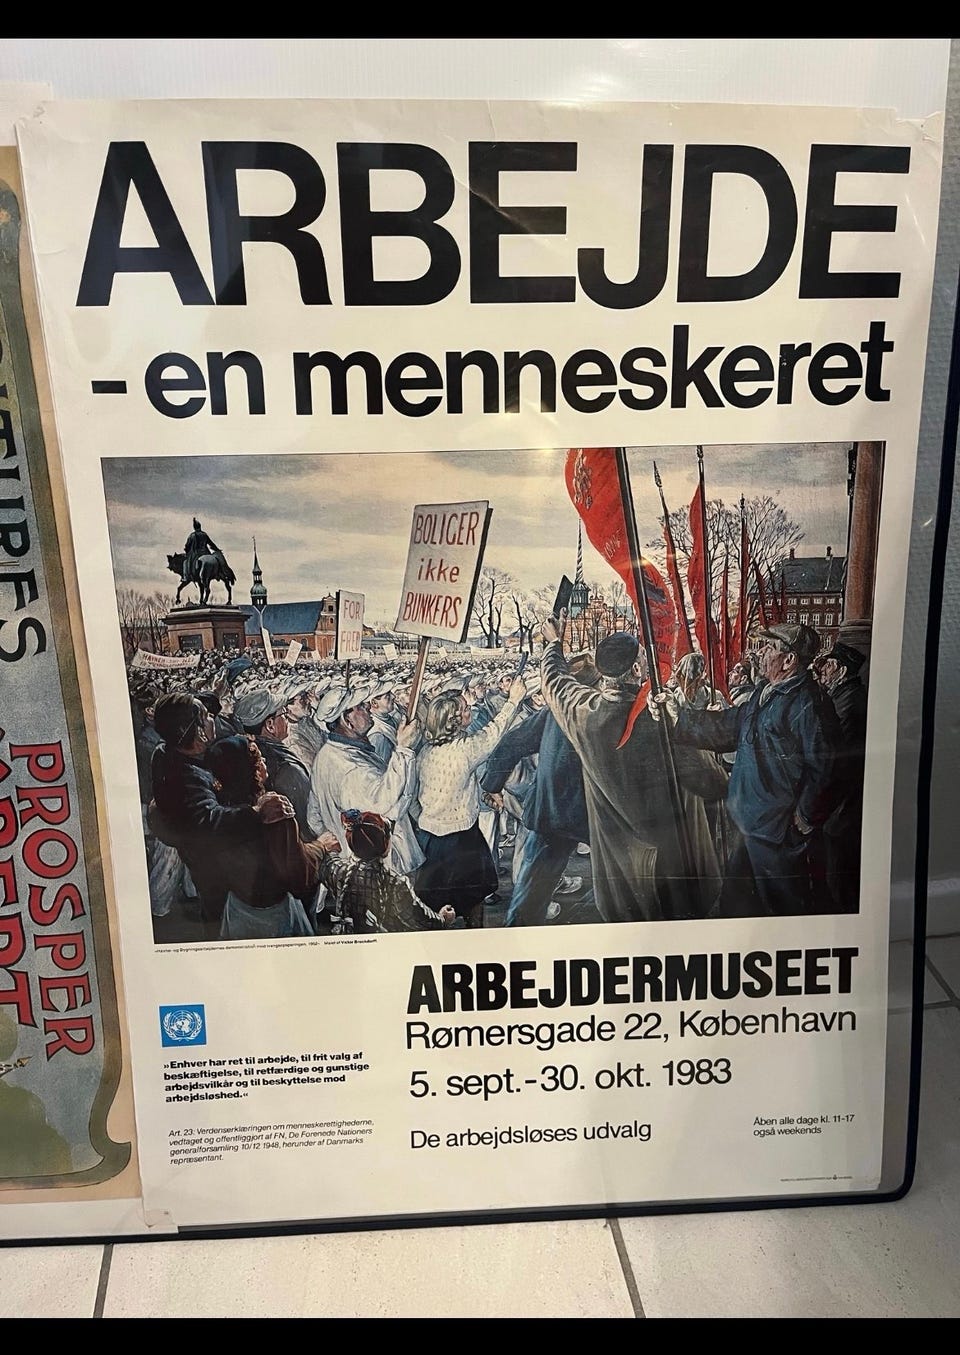 ARBEJDE
- en menneskeret
BOLIGER
ikke
BUNKERS
FOR
FRED
ARBEJDERMUSEET
Rømersgade 22, København
5. sept.-30. okt. 1983
De arbejdsløses udvalg
Åben alle dage kl. 11-17
også weekends
»Enhver har ret til arbejde, til frit valg af
beskæftigelse, til retfærdige og gunstige
arbejdsvilkår og til beskyttelse mod
arbejdsløshed.«
Art. 23: Verdenserklæringen om menneskerettighederne,
vedtaget og offentliggjort af FN, De Forenede Nationers
generalforsamling 10/12 1948, herunder af Danmarks
repræsentant.
PROSPER